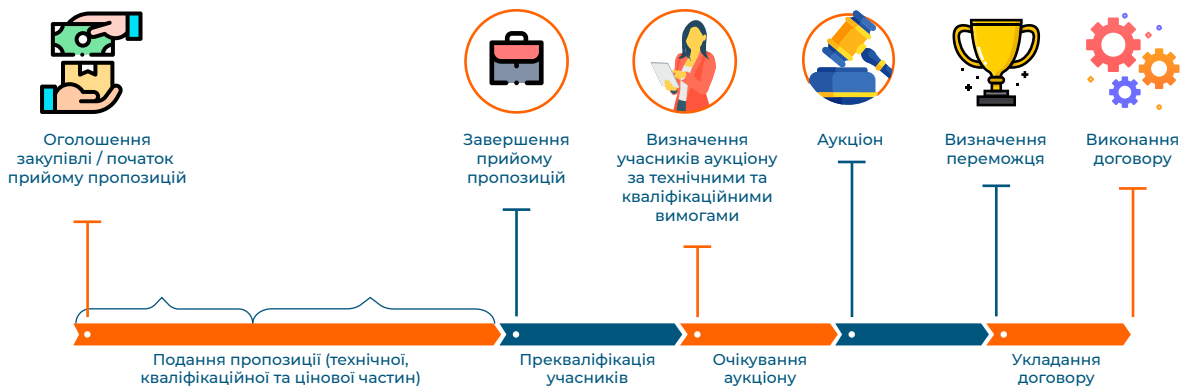 Оголошення
закупівлі / початок
прийому пропозицій
Завершення
прийому
пропозицій
Визначення
учасників аукціону
за технічними та
кваліфікаційними
вимогами
Аукціон
Визначення
переможця
Виконання
договору
Подання пропозиції (технічної,
кваліфікаційної та цінової частин)
Прекваліфікація
учасників
Очікування
аукціону
Укладання
договору